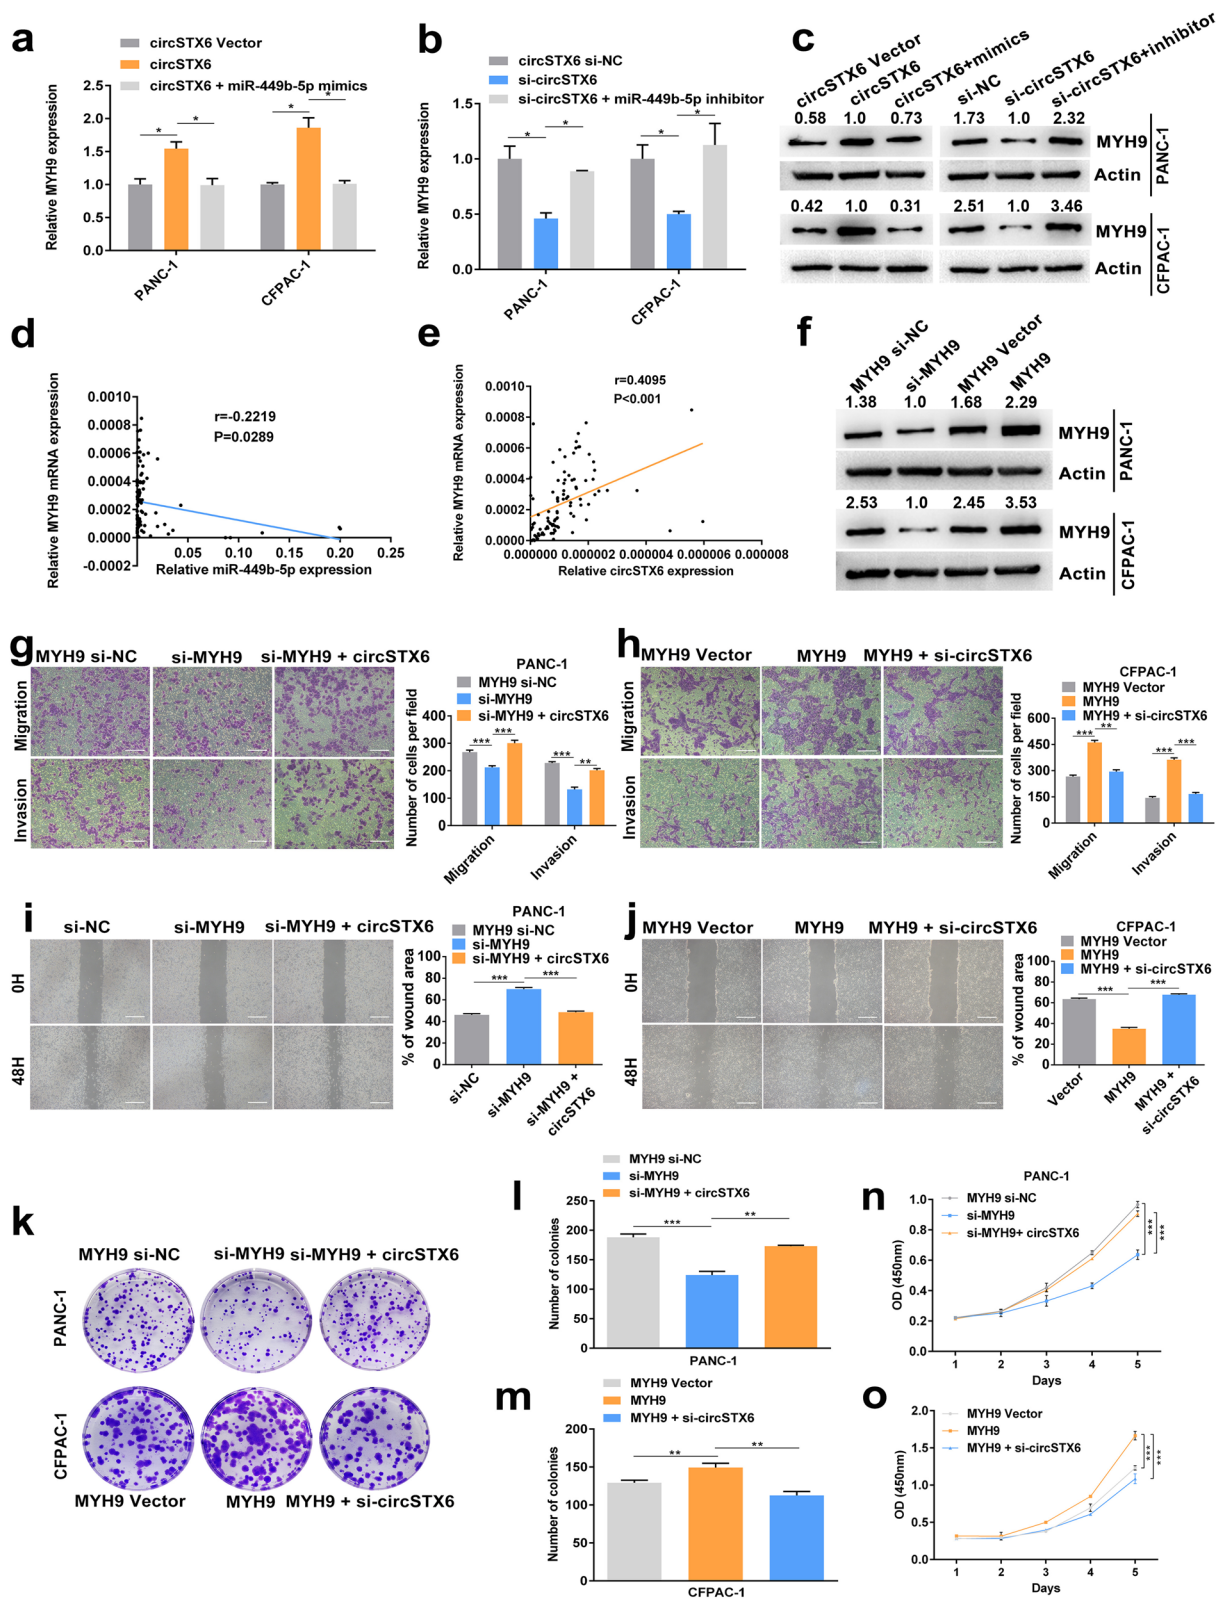 a
circSTX6 Vector
circSTX6
circSTX6 + miR-449b-5p mimics
Relative MYH9 expression
2.5
2.0
1.5
1.0
0.5
0.0
* * * *
PANC-1
CFPAC-1
b
circSTX6 si-NC
si-circSTX6
si-circSTX6 + miR-449b-5p inhibitor
Relative MYH9 expression
1.5
1.0
0.5
0.0
* * * *
PANC-1
CFPAC-1
c
circSTX6 Vector
circSTX6
circSTX6+mimics
si-NC
si-circSTX6
si-circSTX6+inhibitor
0.58 1.0 0.73 1.73 1.0 2.32
MYH9
Actin
PANC-1
0.42 1.0 0.31 2.51 1.0 3.46
MYH9
Actin
CFPAC-1
d
Relative MYH9 mRNA expression
0.0010
0.0008
0.0006
0.0004
0.0002
0.0000
-0.0002
r=-0.2219
P=0.0289
0.05 0.10 0.15 0.20 0.25
Relative miR-449b-5p expression
e
Relative MYH9 mRNA expression
0.0010
0.0008
0.0006
0.0004
0.0002
0.0000
r=0.4095
P<0.001
0.000000 0.000002 0.000004 0.000006 0.000008
Relative circSTX6 expression
f
MYH9 si-NC
si-MYH9
MYH9 Vector
MYH9
1.38 1.0 1.68 2.29
MYH9
Actin
PANC-1
2.53 1.0 2.45 3.53
MYH9
Actin
CFPAC-1
g
MYH9 si-NC si-MYH9 si-MYH9 + circSTX6
Migration
Invasion
PANC-1
MYH9 si-NC
si-MYH9
si-MYH9 + circSTX6
Number of cells per field
400
300
200
100
0
*** *** *** **
Migration
Invasion
h
MYH9 Vector MYH9 MYH9 + si-circSTX6
Migration
Invasion
CFPAC-1
MYH9 Vector
MYH9
MYH9 + si-circSTX6
Number of cells per field
600
450
300
150
0
*** ** *** ***
Migration
Invasion
i
si-NC si-MYH9 si-MYH9 + circSTX6
0H
48H
PANC-1
MYH9 si-NC
si-MYH9
si-MYH9 + circSTX6
% of wound area
100
80
60
40
20
0
*** ***
si-NC
si-MYH9
si-MYH9 +
circSTX6
j
MYH9 Vector MYH9 MYH9 + si-circSTX6
0H
48H
CFPAC-1
MYH9 Vector
MYH9
MYH9 + si-circSTX6
% of wound area
100
80
60
40
20
0
*** ***
Vector
MYH9
MYH9 +
si-circSTX6
k
MYH9 si-NC si-MYH9 si-MYH9 + circSTX6
PANC-1
CFPAC-1
MYH9 Vector MYH9 MYH9 + si-circSTX6
l
MYH9 si-NC
si-MYH9
si-MYH9 + circSTX6
Number of colonies
250
200
150
100
50
0
*** **
PANC-1
m
MYH9 Vector
MYH9
MYH9 + si-circSTX6
Number of colonies
200
150
100
50
0
** **
CFPAC-1
n
PANC-1
MYH9 si-NC
si-MYH9
si-MYH9+ circSTX6
OD (450nm)
1.0
0.8
0.6
0.4
0.2
0.0
*** ***
1 2 3 4 5
Days
o
MYH9 Vector
MYH9
MYH9 + si-circSTX6
OD (450nm)
2.0
1.5
1.0
0.5
0.0
*** ***
1 2 3 4 5
Days